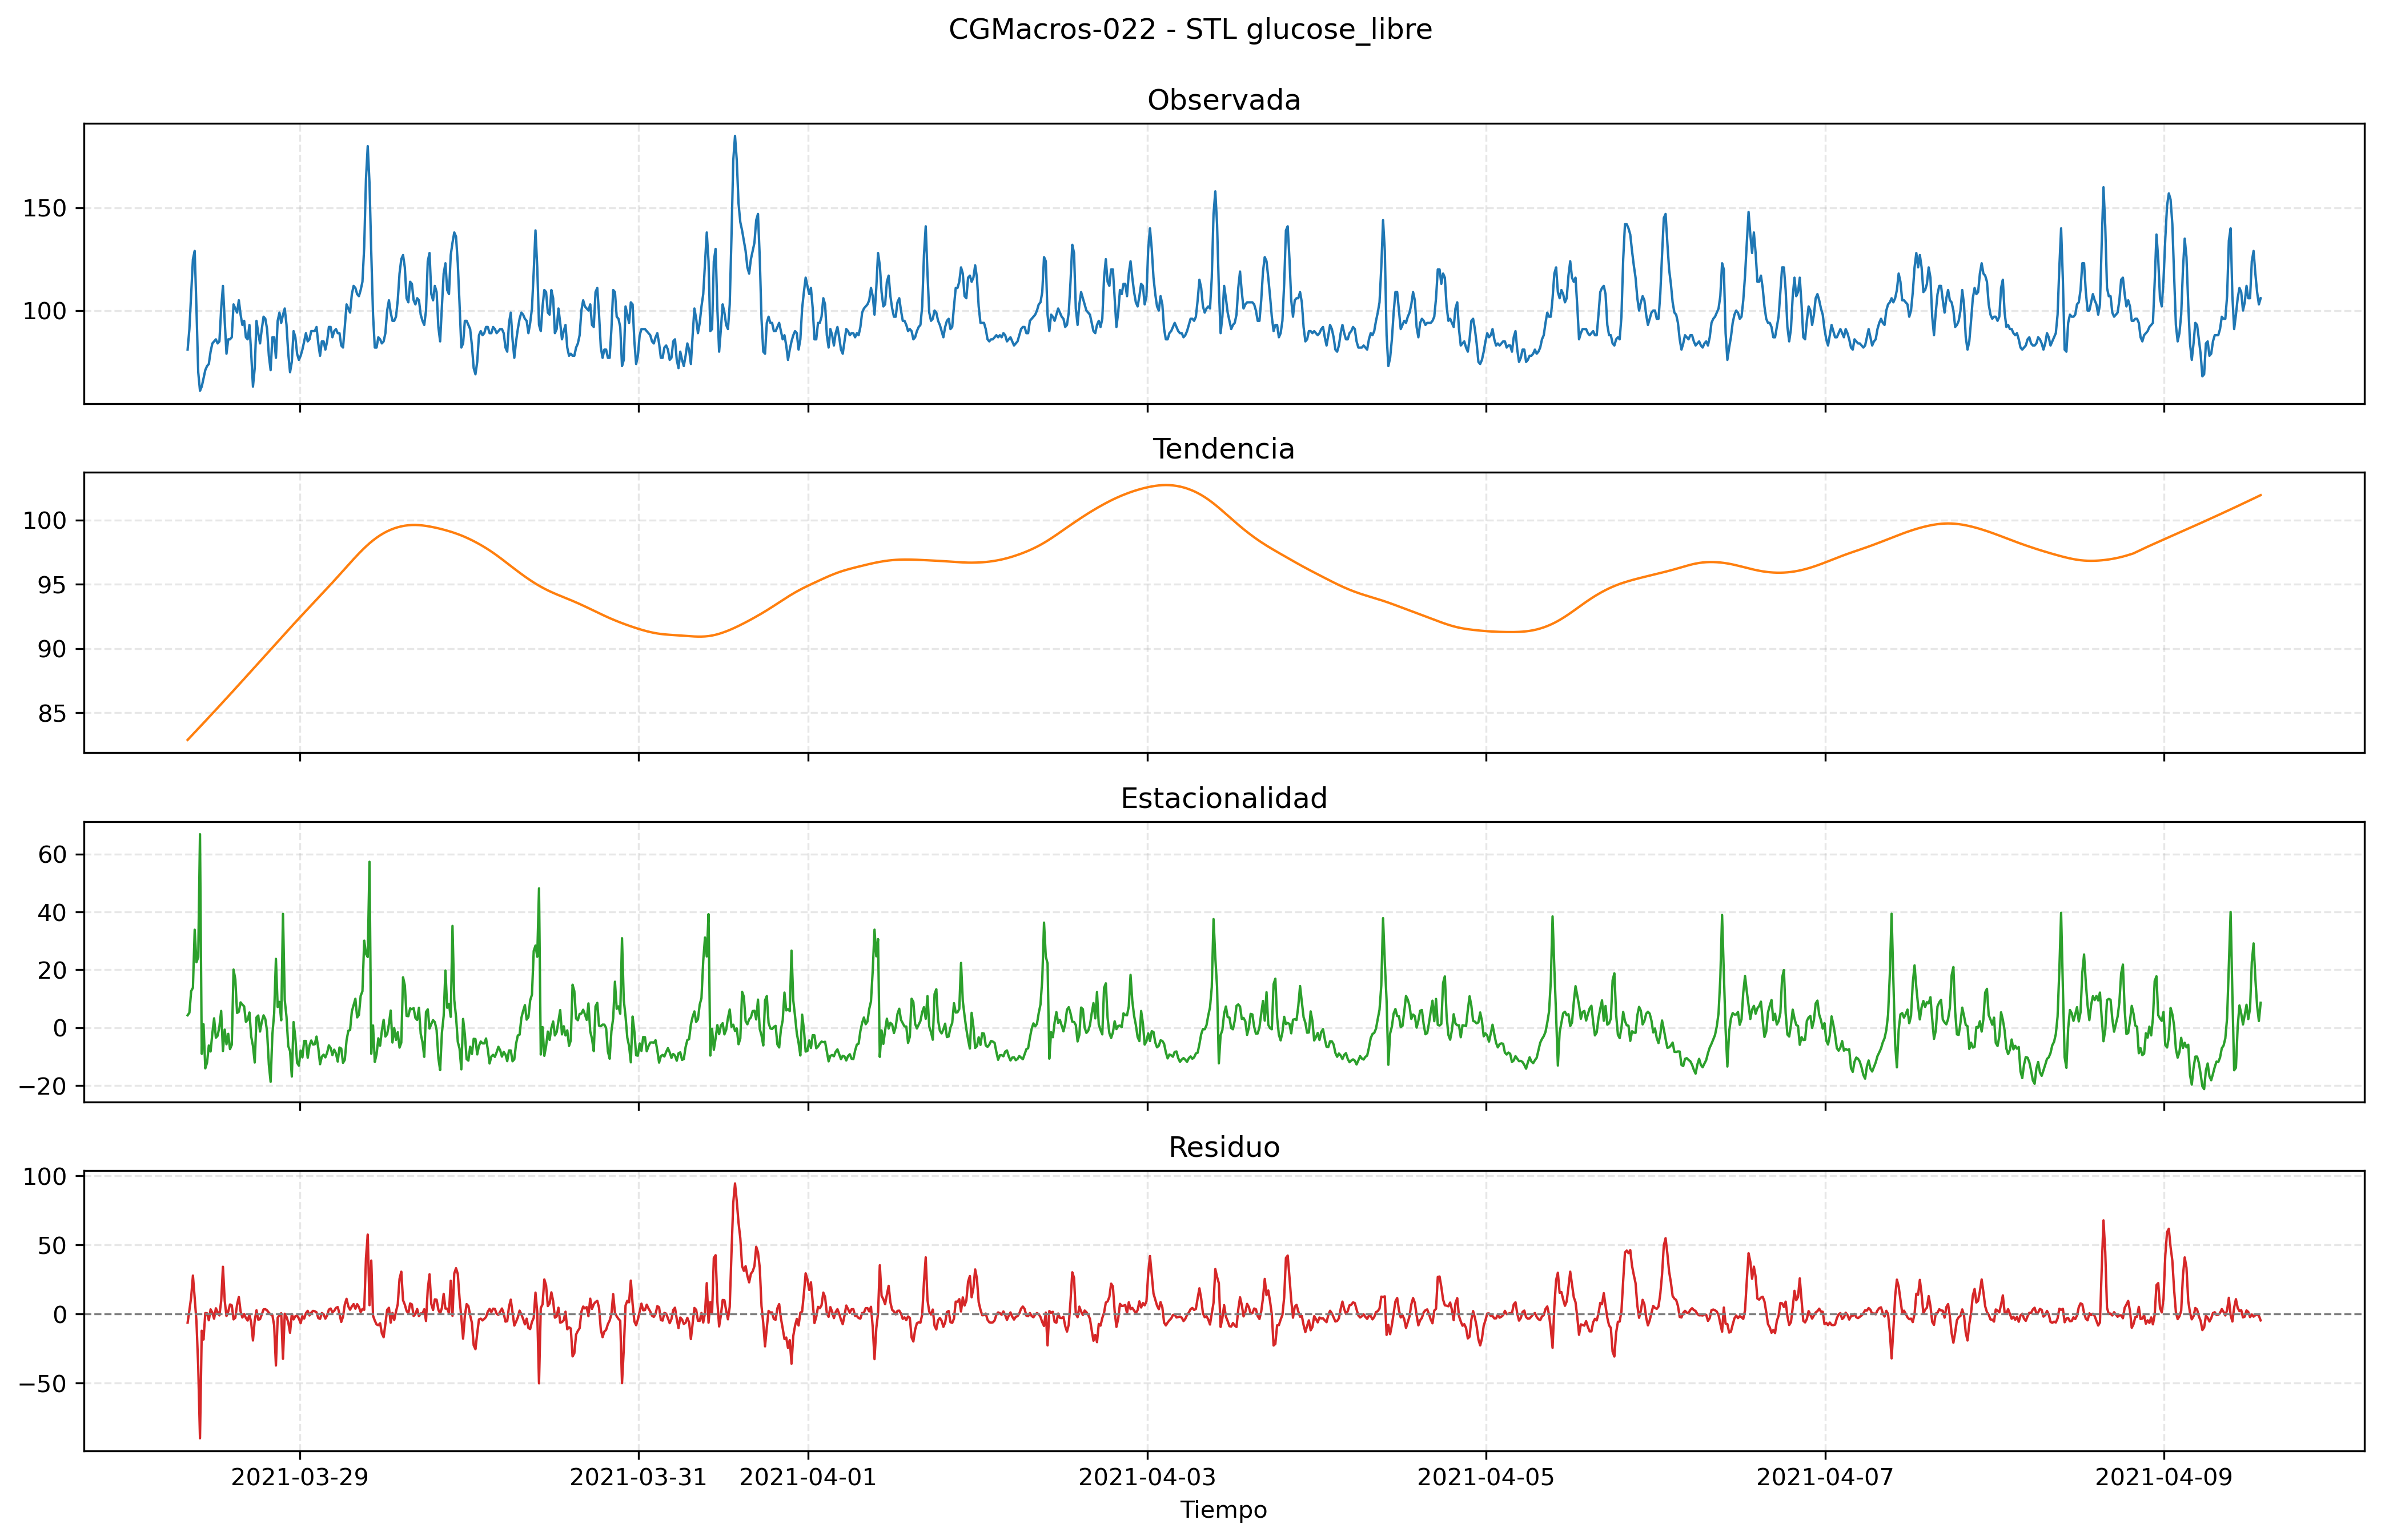 CGMacros-022 - STL glucose_libre
Observada
150
100
Tendencia
100
95
90
85
Estacionalidad
60
40
20
0
−20
Residuo
100
50
0
−50
2021-03-29 2021-03-31 2021-04-01 2021-04-03 2021-04-05 2021-04-07 2021-04-09
Tiempo